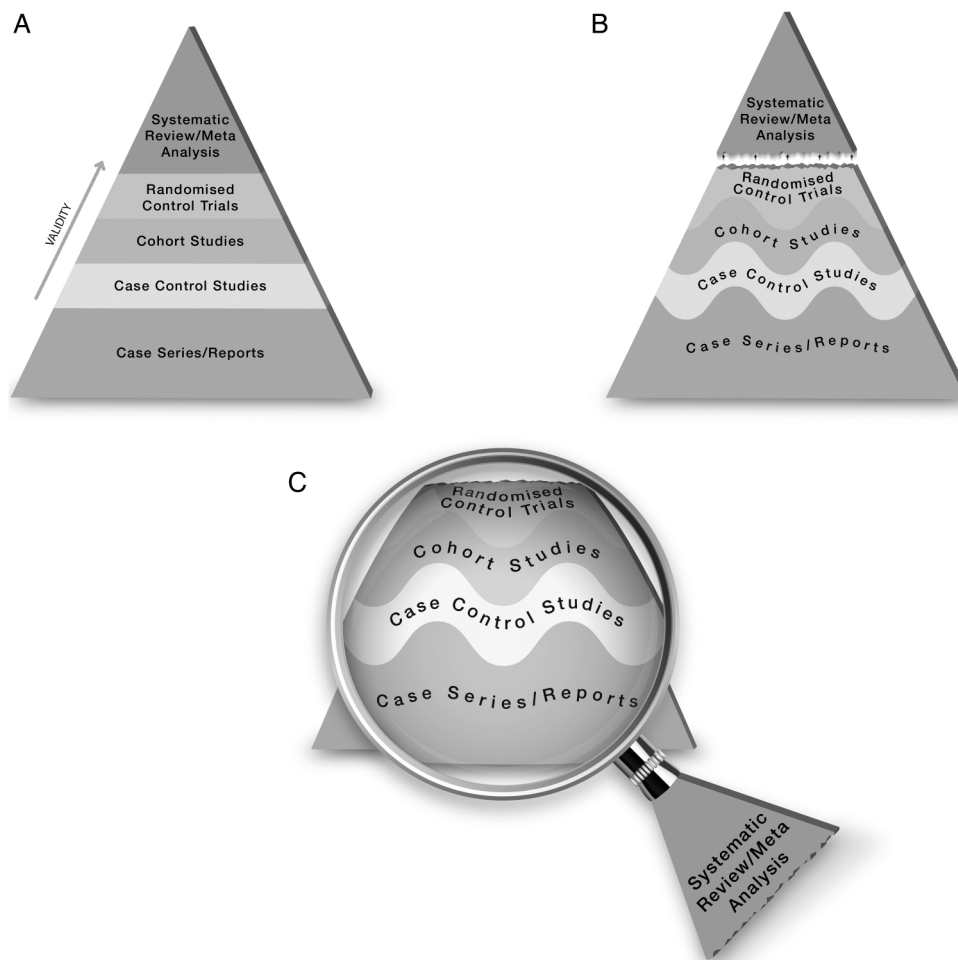 A
Systematic
Review/Meta
Analysis
Randomised
Control Trials
Cohort Studies
Case Control Studies
Case Series/Reports
VALIDITY
B
Systematic
Review/Meta
Analysis
Randomised
Control Trials
Cohort Studies
Case Control Studies
Case Series/Reports
C
Randomised
Control Trials
Cohort Studies
Case Control Studies
Case Series/Reports
Systematic
Review/Meta
Analysis